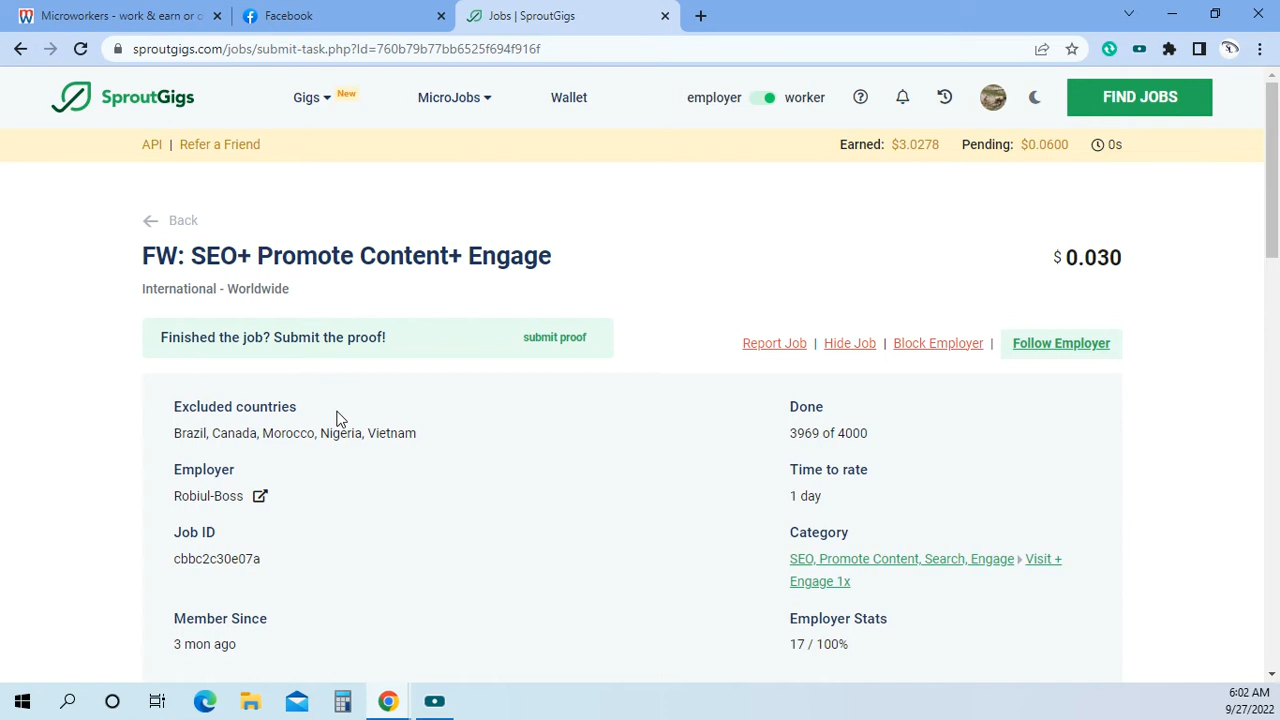 Microworkers - work & earn or c
Facebook
Jobs | SproutGigs
sproutgigs.com/jobs/submit-task.php?Id=760b79b77bb6525f694f916f
SproutGigs
Gigs
New
MicroJobs
Wallet
employer
worker
FIND JOBS
API | Refer a Friend
Earned: $3.0278
Pending: $0.0600
0s
Back
FW: SEO+ Promote Content+ Engage
$ 0.030
International - Worldwide
Finished the job? Submit the proof!
submit proof
Report Job | Hide Job | Block Employer | Follow Employer
Excluded countries
Brazil, Canada, Morocco, Nigeria, Vietnam
Done
3969 of 4000
Employer
Robiul-Boss
Time to rate
1 day
Job ID
cbbc2c30e07a
Category
SEO, Promote Content, Search, Engage Visit +
Engage 1x
Member Since
3 mon ago
Employer Stats
17 / 100%
6:02 AM
9/27/2022